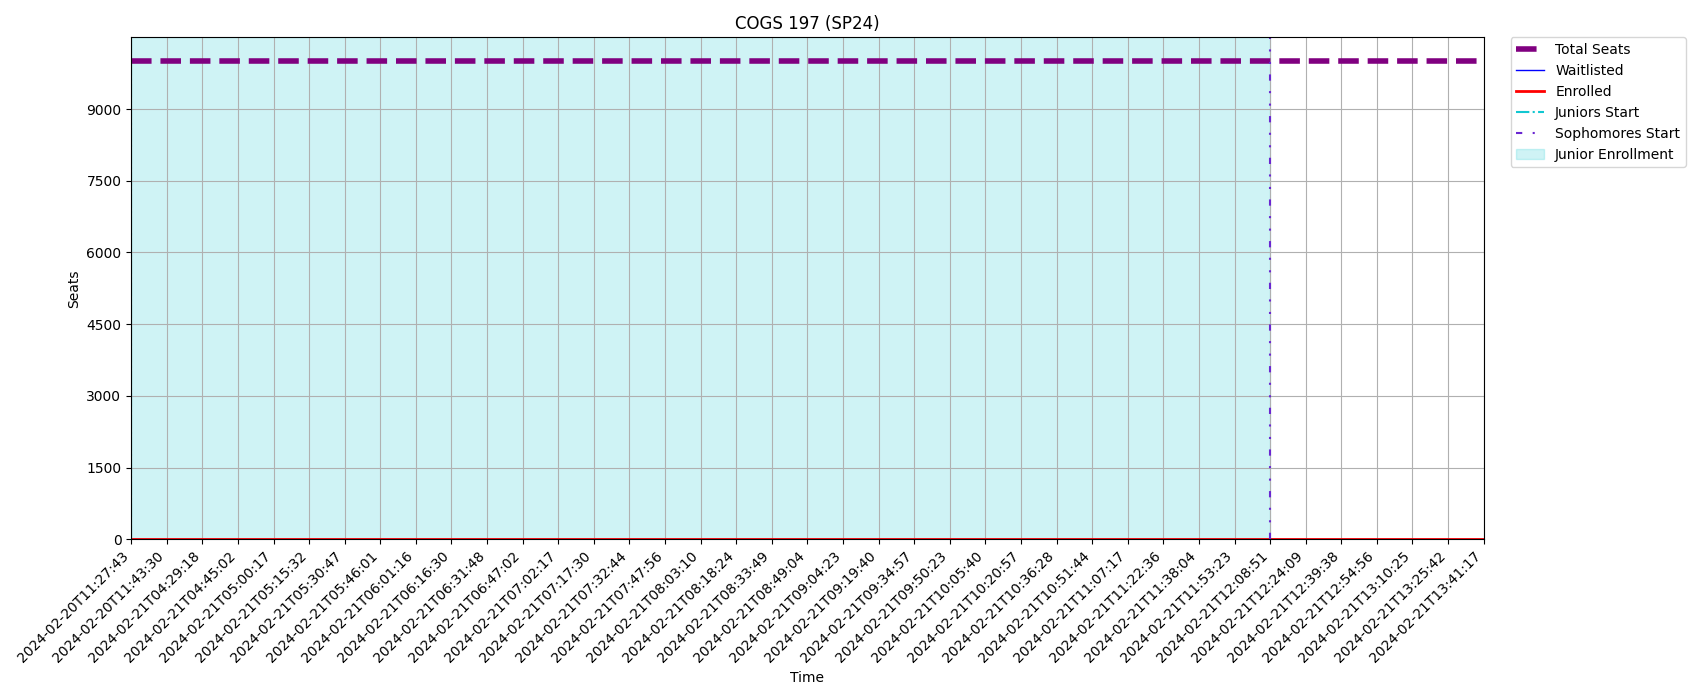 COGS 197 (SP24)
Total Seats
Waitlisted
Enrolled
Juniors Start
Sophomores Start
Junior Enrollment
Seats
9000
7500
6000
4500
3000
1500
0
2024-02-20T11:27:43
2024-02-20T11:43:30
2024-02-21T04:29:18
2024-02-21T04:45:02
2024-02-21T05:00:17
2024-02-21T05:15:32
2024-02-21T05:30:47
2024-02-21T05:46:01
2024-02-21T06:01:16
2024-02-21T06:16:30
2024-02-21T06:31:48
2024-02-21T06:47:02
2024-02-21T07:02:17
2024-02-21T07:17:30
2024-02-21T07:32:44
2024-02-21T07:47:56
2024-02-21T08:03:10
2024-02-21T08:18:24
2024-02-21T08:33:49
2024-02-21T08:49:04
2024-02-21T09:04:23
2024-02-21T09:19:40
2024-02-21T09:34:57
2024-02-21T09:50:23
2024-02-21T10:05:40
2024-02-21T10:20:57
2024-02-21T10:36:28
2024-02-21T10:51:44
2024-02-21T11:07:17
2024-02-21T11:22:36
2024-02-21T11:38:04
2024-02-21T11:53:23
2024-02-21T12:08:51
2024-02-21T12:24:09
2024-02-21T12:39:38
2024-02-21T12:54:56
2024-02-21T13:10:25
2024-02-21T13:25:42
2024-02-21T13:41:17
Time